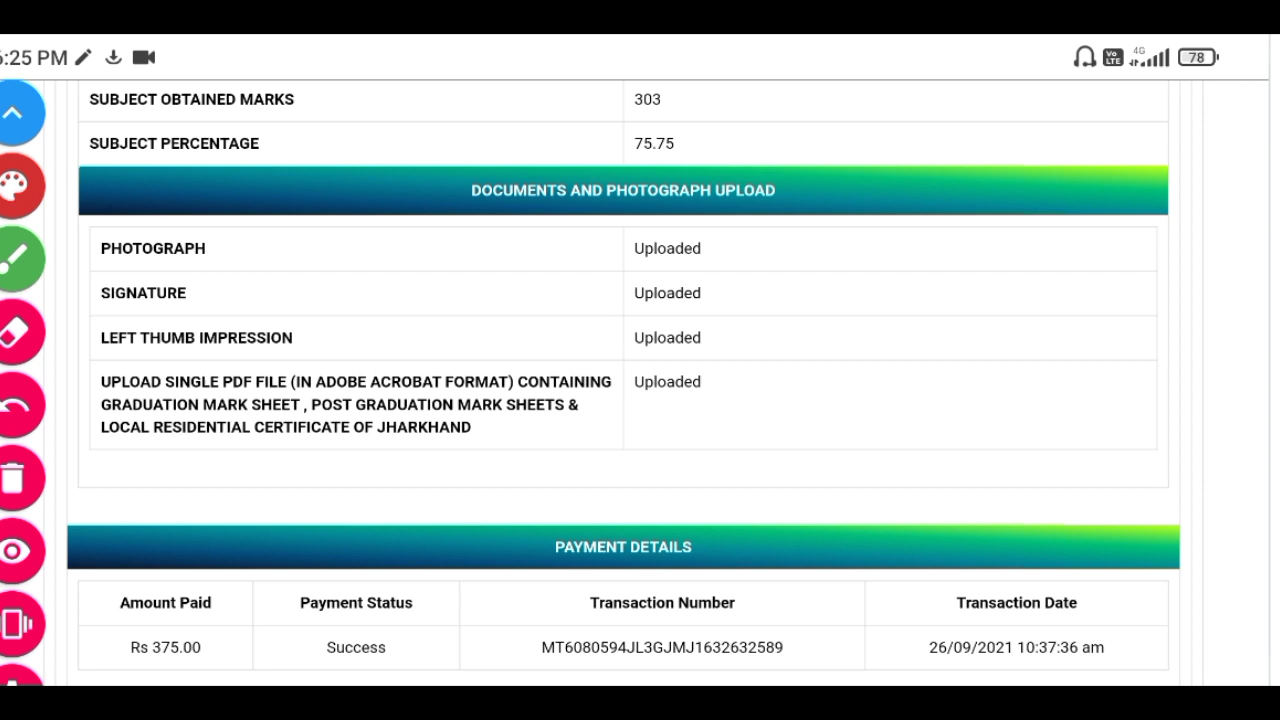 :25 PM
4G
Vo LTE
78
SUBJECT OBTAINED MARKS 303
SUBJECT PERCENTAGE 75.75
DOCUMENTS AND PHOTOGRAPH UPLOAD
PHOTOGRAPH Uploaded
SIGNATURE Uploaded
LEFT THUMB IMPRESSION Uploaded
UPLOAD SINGLE PDF FILE (IN ADOBE ACROBAT FORMAT) CONTAINING Uploaded
GRADUATION MARK SHEET , POST GRADUATION MARK SHEETS &
LOCAL RESIDENTIAL CERTIFICATE OF JHARKHAND
PAYMENT DETAILS
Amount Paid Payment Status Transaction Number Transaction Date
Rs 375.00 Success MT6080594JL3GJMJ1632632589 26/09/2021 10:37:36 am